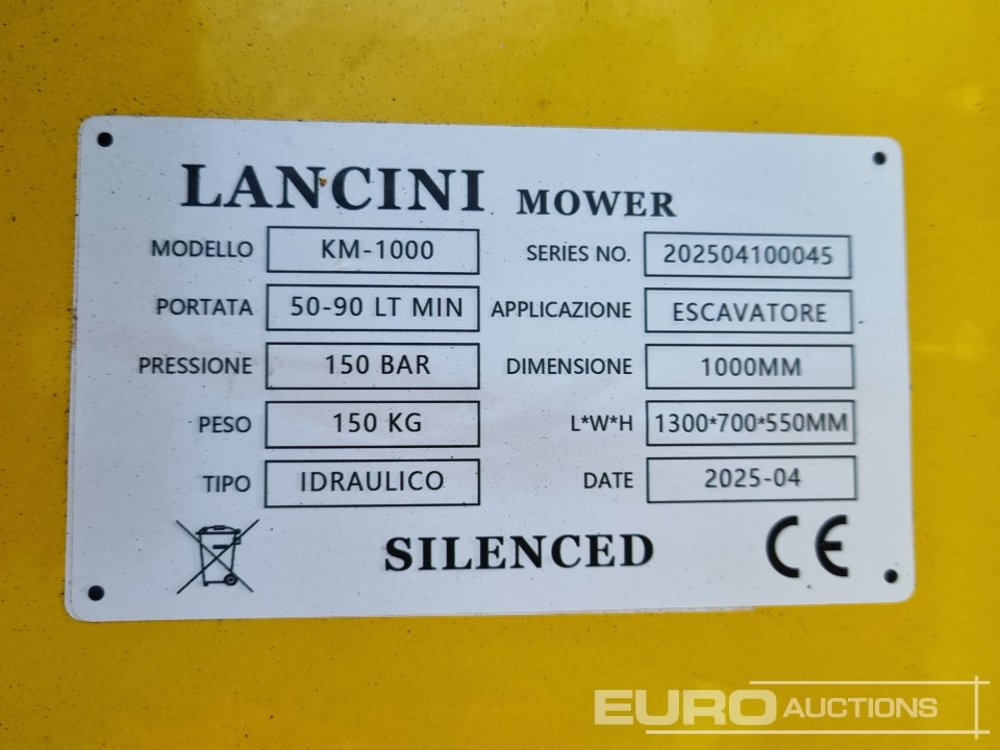 LANCINI MOWER
MODELLO KM-1000 SERIES NO. 202504100045
PORTATA 50-90 LT MIN APPLICAZIONE ESCAVATORE
PRESSIONE 150 BAR DIMENSIONE 1000MM
PESO 150 KG L*W*H 1300*700*550MM
TIPO IDRAULICO DATE 2025-04
SILENCED CE
EURO AUCTIONS